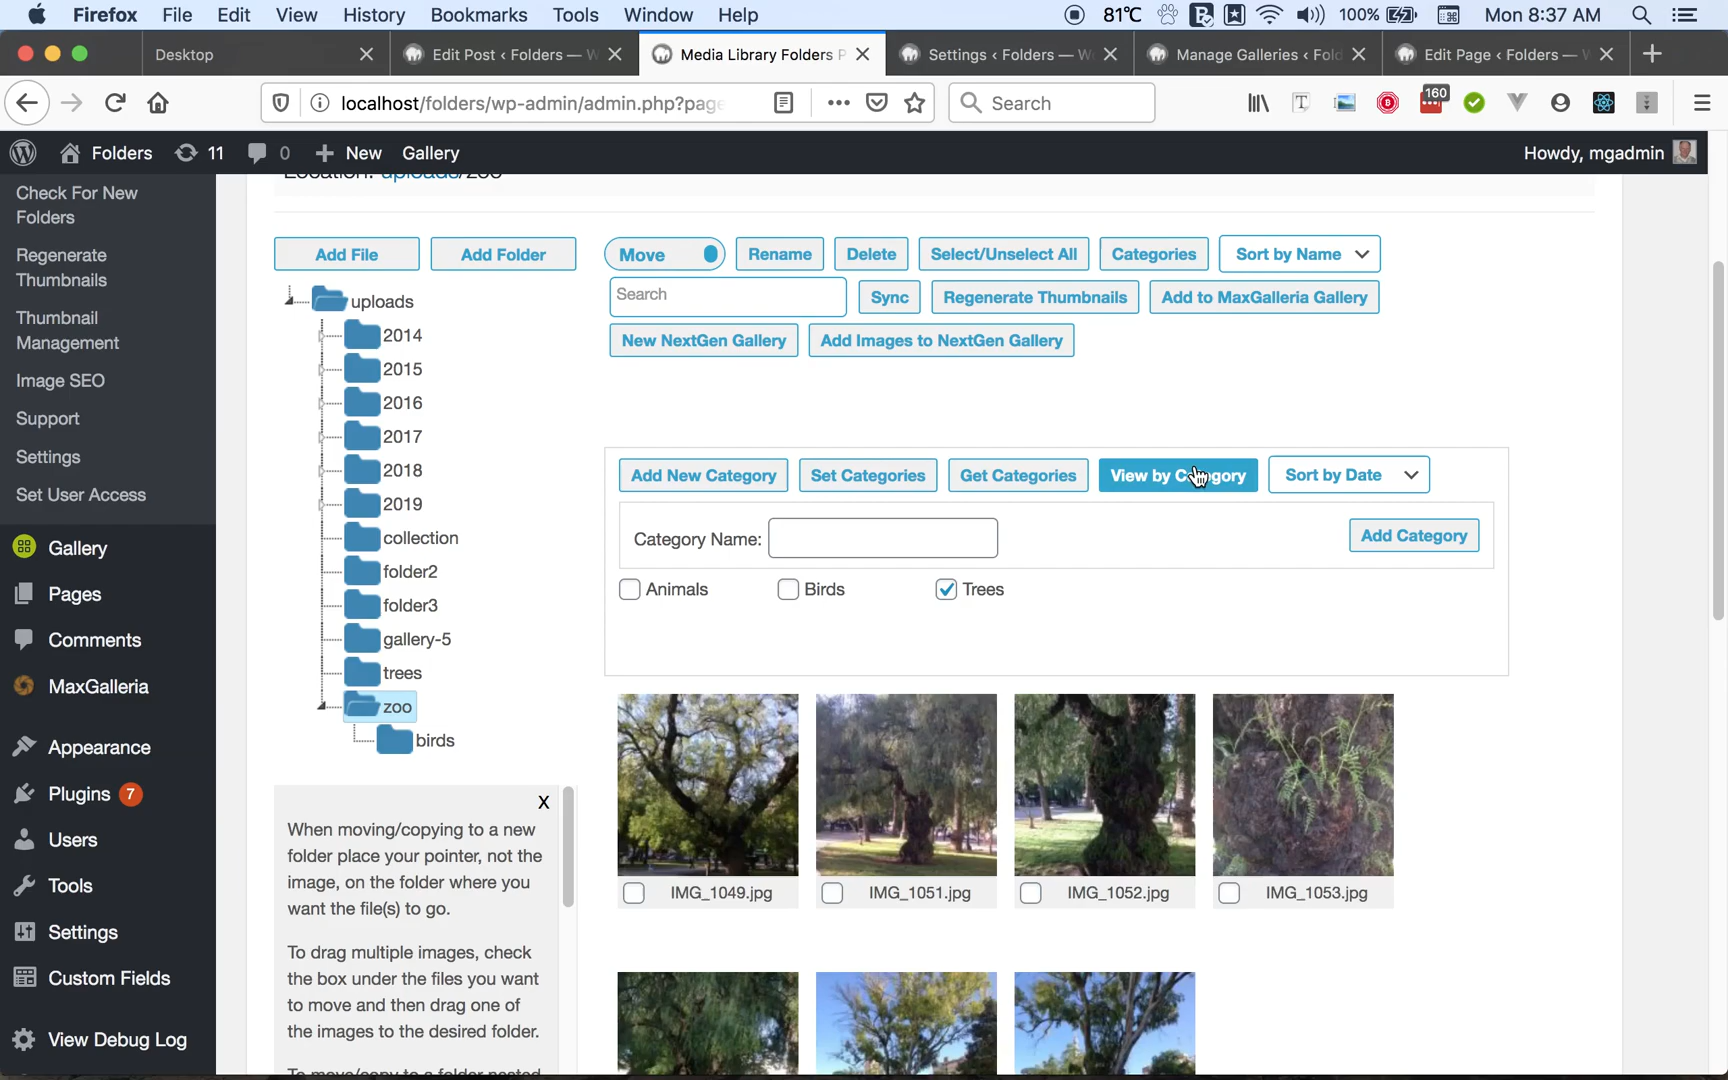 Firefox File Edit View History Bookmarks Tools Window Help 81℃ 100% Mon 8:37 AM
Desktop Edit Post ‹ Folders — W Media Library Folders P Settings ‹ Folders — W Manage Galleries ‹ Fol Edit Page ‹ Folders —
localhost/folders/wp-admin/admin.php?page Search 160
Folders 11 0 New Gallery Howdy, mgadmin
Location: uploads/zoo
Check For New
Folders
Regenerate
Thumbnails
Thumbnail
Management
Image SEO
Support
Settings
Set User Access
Gallery
Pages
Comments
MaxGalleria
Appearance
Plugins 7
Users
Tools
Settings
Custom Fields
View Debug Log
Add File Add Folder
uploads
2014
2015
2016
2017
2018
2019
collection
folder2
folder3
gallery-5
trees
zoo
birds
X
When moving/copying to a new
folder place your pointer, not the
image, on the folder where you
want the file(s) to go.
To drag multiple images, check
the box under the files you want
to move and then drag one of
the images to the desired folder.
To move/copy to a folder nested
Move Rename Delete Select/Unselect All Categories Sort by Name
Search Sync Regenerate Thumbnails Add to MaxGalleria Gallery
New NextGen Gallery Add Images to NextGen Gallery
Add New Category Set Categories Get Categories View by Category Sort by Date
Category Name: Add Category
Animals Birds Trees
IMG_1049.jpg IMG_1051.jpg IMG_1052.jpg IMG_1053.jpg